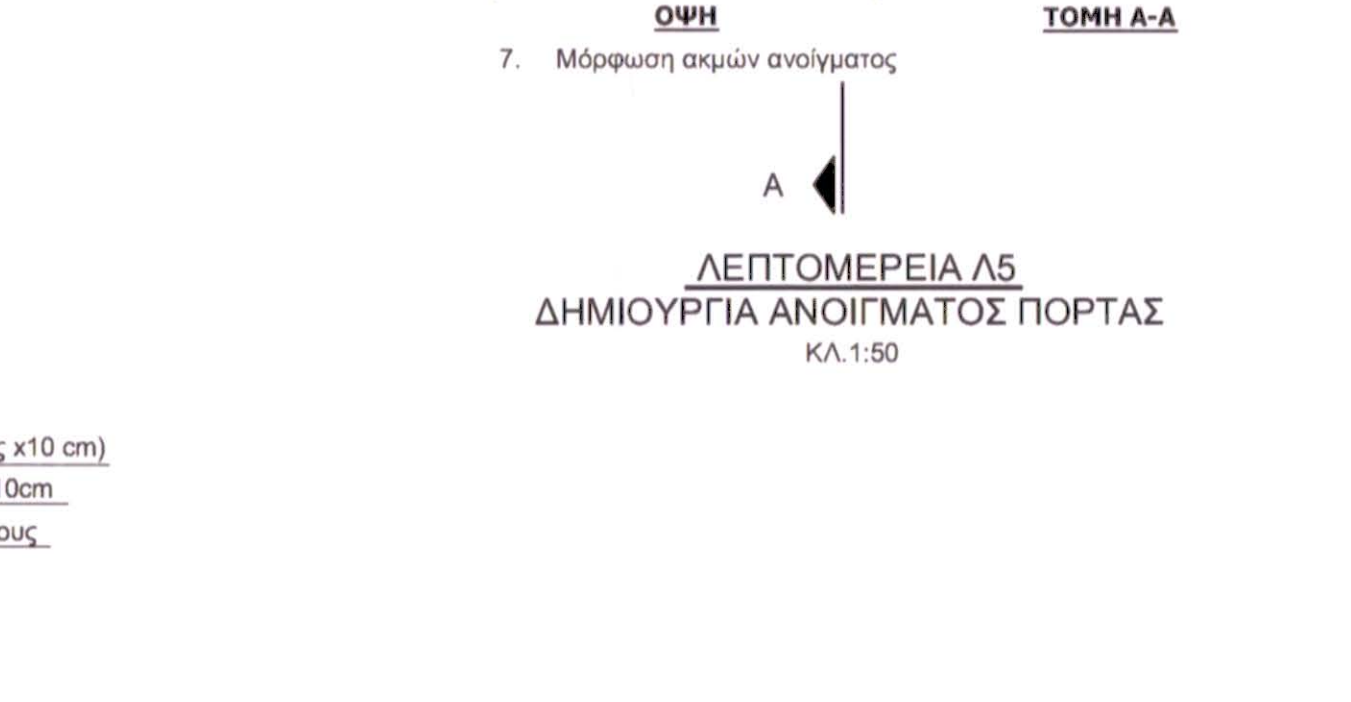 ΟΨΗ ΤΟΜΗ Α-Α
7. Μόρφωση ακμών ανοίγματος
Α
ΛΕΠΤΟΜΕΡΕΙΑ Λ5
ΔΗΜΙΟΥΡΓΙΑ ΑΝΟΙΓΜΑΤΟΣ ΠΟΡΤΑΣ
ΚΛ.1:50
ς x10 cm)
0cm
ους